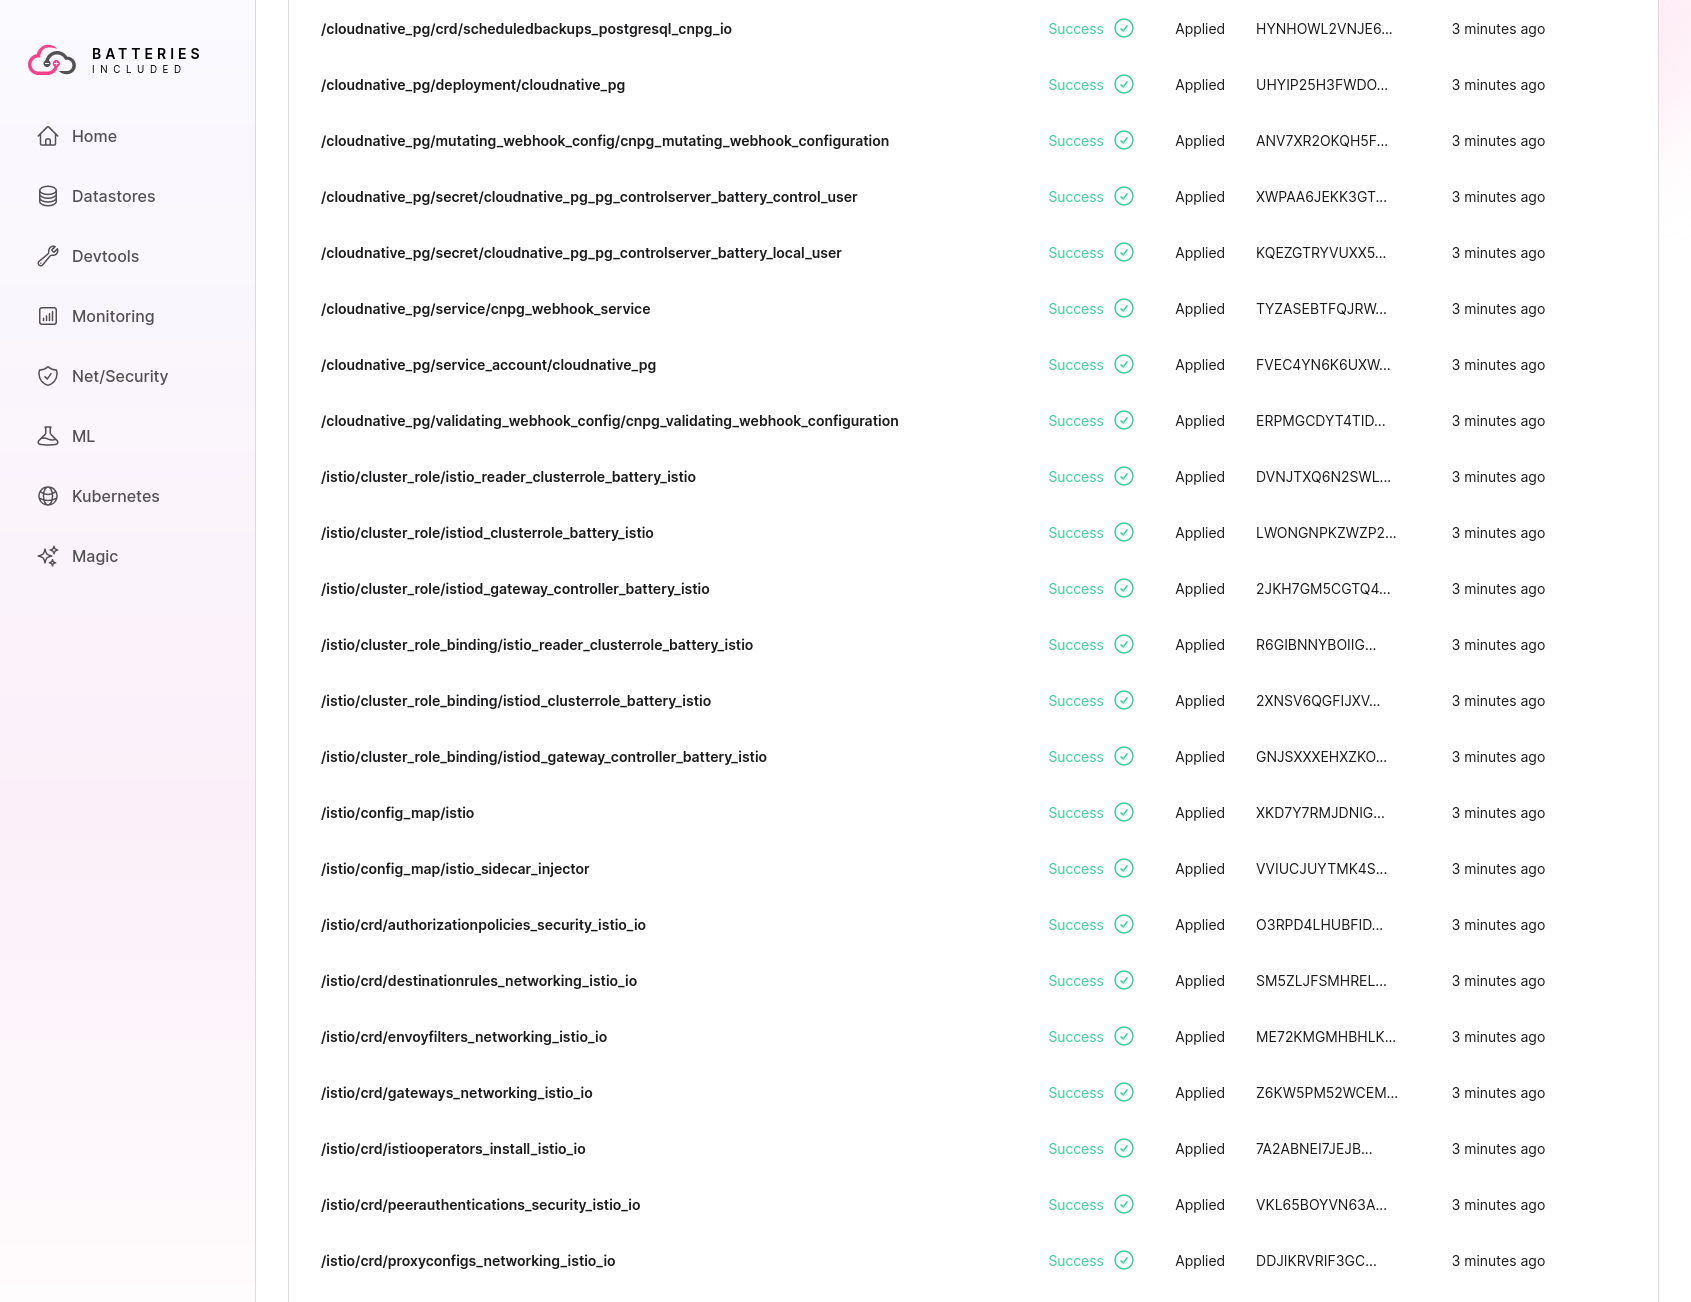 BATTERIES
INCLUDED
Home
Datastores
Devtools
Monitoring
Net/Security
ML
Kubernetes
Magic
/cloudnative_pg/crd/scheduledbackups_postgresql_cnpg_io Success Applied HYNHOWL2VNJE6... 3 minutes ago
/cloudnative_pg/deployment/cloudnative_pg Success Applied UHYIP25H3FWDO... 3 minutes ago
/cloudnative_pg/mutating_webhook_config/cnpg_mutating_webhook_configuration Success Applied ANV7XR2OKQH5F... 3 minutes ago
/cloudnative_pg/secret/cloudnative_pg_pg_controlserver_battery_control_user Success Applied XWPAA6JEKK3GT... 3 minutes ago
/cloudnative_pg/secret/cloudnative_pg_pg_controlserver_battery_local_user Success Applied KQEZGTRYVUXX5... 3 minutes ago
/cloudnative_pg/service/cnpg_webhook_service Success Applied TYZASEBTFQJRW... 3 minutes ago
/cloudnative_pg/service_account/cloudnative_pg Success Applied FVEC4YN6K6UXW... 3 minutes ago
/cloudnative_pg/validating_webhook_config/cnpg_validating_webhook_configuration Success Applied ERPMGCDYT4TID... 3 minutes ago
/istio/cluster_role/istio_reader_clusterrole_battery_istio Success Applied DVNJTXQ6N2SWL... 3 minutes ago
/istio/cluster_role/istiod_clusterrole_battery_istio Success Applied LWONGNPKZWZP2... 3 minutes ago
/istio/cluster_role/istiod_gateway_controller_battery_istio Success Applied 2JKH7GM5CGTQ4... 3 minutes ago
/istio/cluster_role_binding/istio_reader_clusterrole_battery_istio Success Applied R6GIBNNYBOIIG... 3 minutes ago
/istio/cluster_role_binding/istiod_clusterrole_battery_istio Success Applied 2XNSV6QGFIJXV... 3 minutes ago
/istio/cluster_role_binding/istiod_gateway_controller_battery_istio Success Applied GNJSXXXEHXZKO... 3 minutes ago
/istio/config_map/istio Success Applied XKD7Y7RMJDNIG... 3 minutes ago
/istio/config_map/istio_sidecar_injector Success Applied VVIUCJUYTMK4S... 3 minutes ago
/istio/crd/authorizationpolicies_security_istio_io Success Applied O3RPD4LHUBFID... 3 minutes ago
/istio/crd/destinationrules_networking_istio_io Success Applied SM5ZLJFSMHREL... 3 minutes ago
/istio/crd/envoyfilters_networking_istio_io Success Applied ME72KMGMHBHLK... 3 minutes ago
/istio/crd/gateways_networking_istio_io Success Applied Z6KW5PM52WCEM... 3 minutes ago
/istio/crd/istiooperators_install_istio_io Success Applied 7A2ABNEI7JEJB... 3 minutes ago
/istio/crd/peerauthentications_security_istio_io Success Applied VKL65BOYVN63A... 3 minutes ago
/istio/crd/proxyconfigs_networking_istio_io Success Applied DDJIKRVRIF3GC... 3 minutes ago